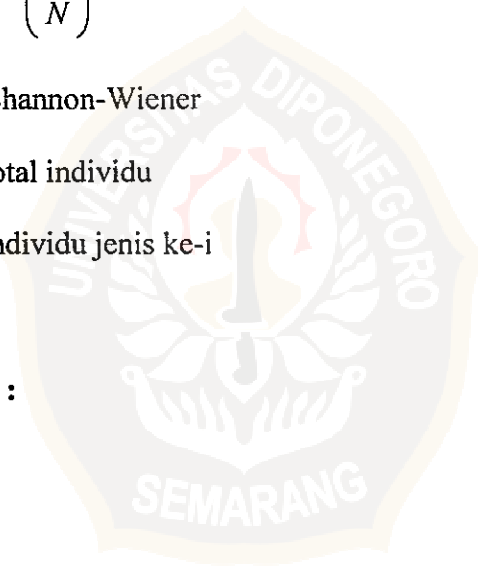 (N)
hannon-Wiener
otal individu
ndividu jenis ke-i
:
UNIVERSITAS DIPONEGORO
SEMARANG